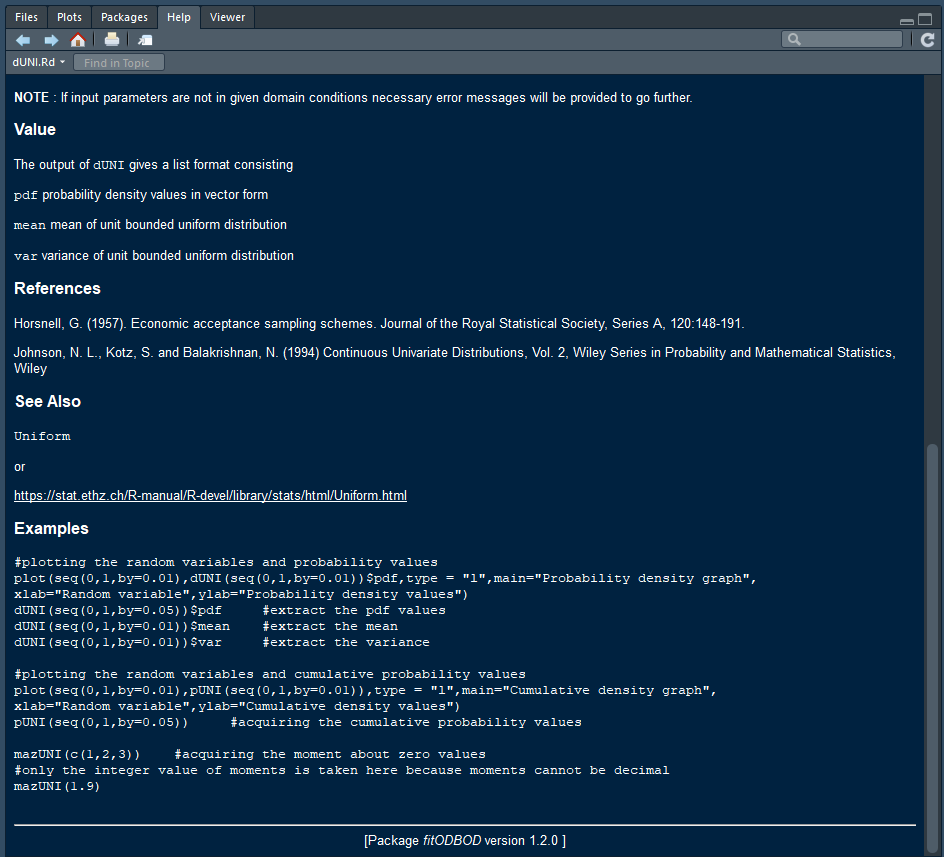 Files Plots Packages Help Viewer
dUNI.Rd Find in Topic
NOTE : If input parameters are not in given domain conditions necessary error messages will be provided to go further.
Value
The output of dUNI gives a list format consisting
pdf probability density values in vector form
mean mean of unit bounded uniform distribution
var variance of unit bounded uniform distribution
References
Horsnell, G. (1957). Economic acceptance sampling schemes. Journal of the Royal Statistical Society, Series A, 120:148-191.
Johnson, N. L., Kotz, S. and Balakrishnan, N. (1994) Continuous Univariate Distributions, Vol. 2, Wiley Series in Probability and Mathematical Statistics,
Wiley
See Also
Uniform
or
https://stat.ethz.ch/R-manual/R-devel/library/stats/html/Uniform.html
Examples
#plotting the random variables and probability values
plot(seq(0,1,by=0.01),dUNI(seq(0,1,by=0.01))$pdf,type = "l",main="Probability density graph",
xlab="Random variable",ylab="Probability density values")
dUNI(seq(0,1,by=0.05))$pdf     #extract the pdf values
dUNI(seq(0,1,by=0.01))$mean    #extract the mean
dUNI(seq(0,1,by=0.01))$var     #extract the variance
#plotting the random variables and cumulative probability values
plot(seq(0,1,by=0.01),pUNI(seq(0,1,by=0.01)),type = "l",main="Cumulative density graph",
xlab="Random variable",ylab="Cumulative density values")
pUNI(seq(0,1,by=0.05))     #acquiring the cumulative probability values
mazUNI(c(1,2,3))    #acquiring the moment about zero values
#only the integer value of moments is taken here because moments cannot be decimal
mazUNI(1.9)
[Package fitODBOD version 1.2.0 ]